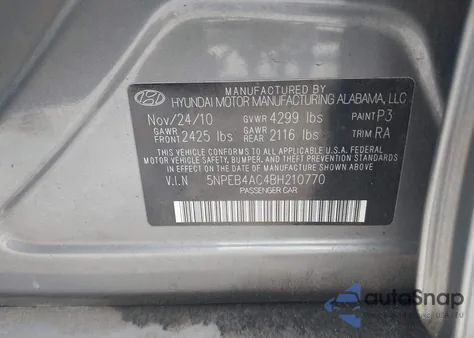 MANUFACTURED BY
HYUNDAI MOTOR MANUFACTURING ALABAMA, LLC
Nov/24/10 GVWR 4299 lbs PAINT P3
GAWR FRONT 2425 lbs GAWR REAR 2116 lbs TRIM RA
THIS VEHICLE CONFORMS TO ALL APPLICABLE
FEDERAL MOTOR VEHICLE SAFETY, BUMPER, AND
THEFT PREVENTION STANDARDS IN EFFECT ON THE
DATE OF MANUFACTURE SHOWN ABOVE.
V.I.N 5NPEB4AC4BH210770
PASSENGER CAR
autoSnap